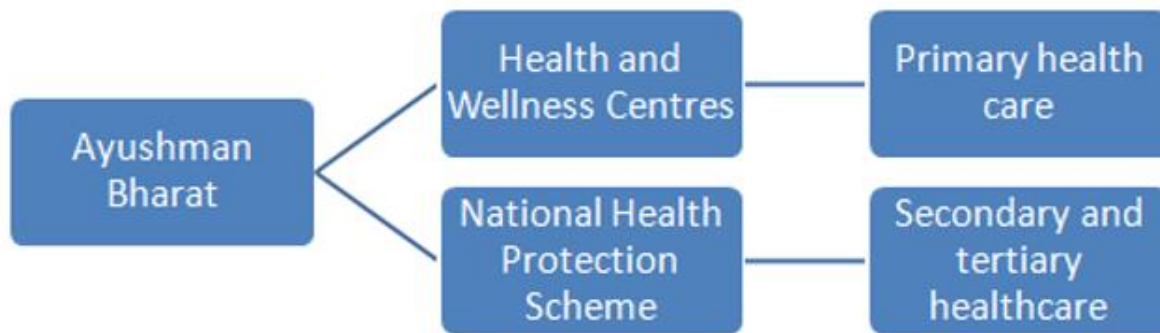 Ayushman
Bharat
Health and
Wellness Centres
Primary health
care
National Health
Protection
Scheme
Secondary and
tertiary
healthcare